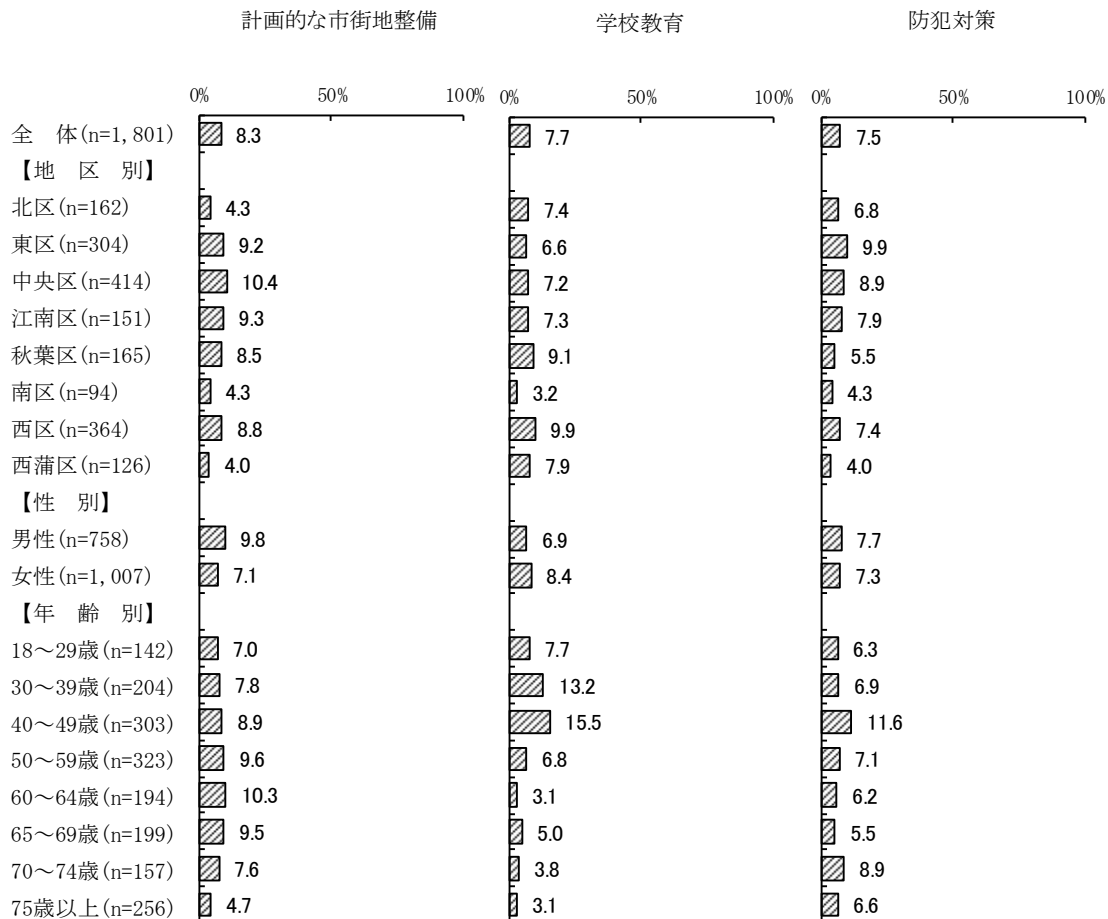 計画的な市街地整備 学校教育 防犯対策
0% 50% 100% 0% 50% 100% 0% 50% 100%
全 体(n=1,801) 8.3 7.7 7.5
【地 区 別】
北区(n=162) 4.3 7.4 6.8
東区(n=304) 9.2 6.6 9.9
中央区(n=414) 10.4 7.2 8.9
江南区(n=151) 9.3 7.3 7.9
秋葉区(n=165) 8.5 9.1 5.5
南区(n=94) 4.3 3.2 4.3
西区(n=364) 8.8 9.9 7.4
西蒲区(n=126) 4.0 7.9 4.0
【性 別】
男性(n=758) 9.8 6.9 7.7
女性(n=1,007) 7.1 8.4 7.3
【年 齢 別】
18～29歳(n=142) 7.0 7.7 6.3
30～39歳(n=204) 7.8 13.2 6.9
40～49歳(n=303) 8.9 15.5 11.6
50～59歳(n=323) 9.6 6.8 7.1
60～64歳(n=194) 10.3 3.1 6.2
65～69歳(n=199) 9.5 5.0 5.5
70～74歳(n=157) 7.6 3.8 8.9
75歳以上(n=256) 4.7 3.1 6.6